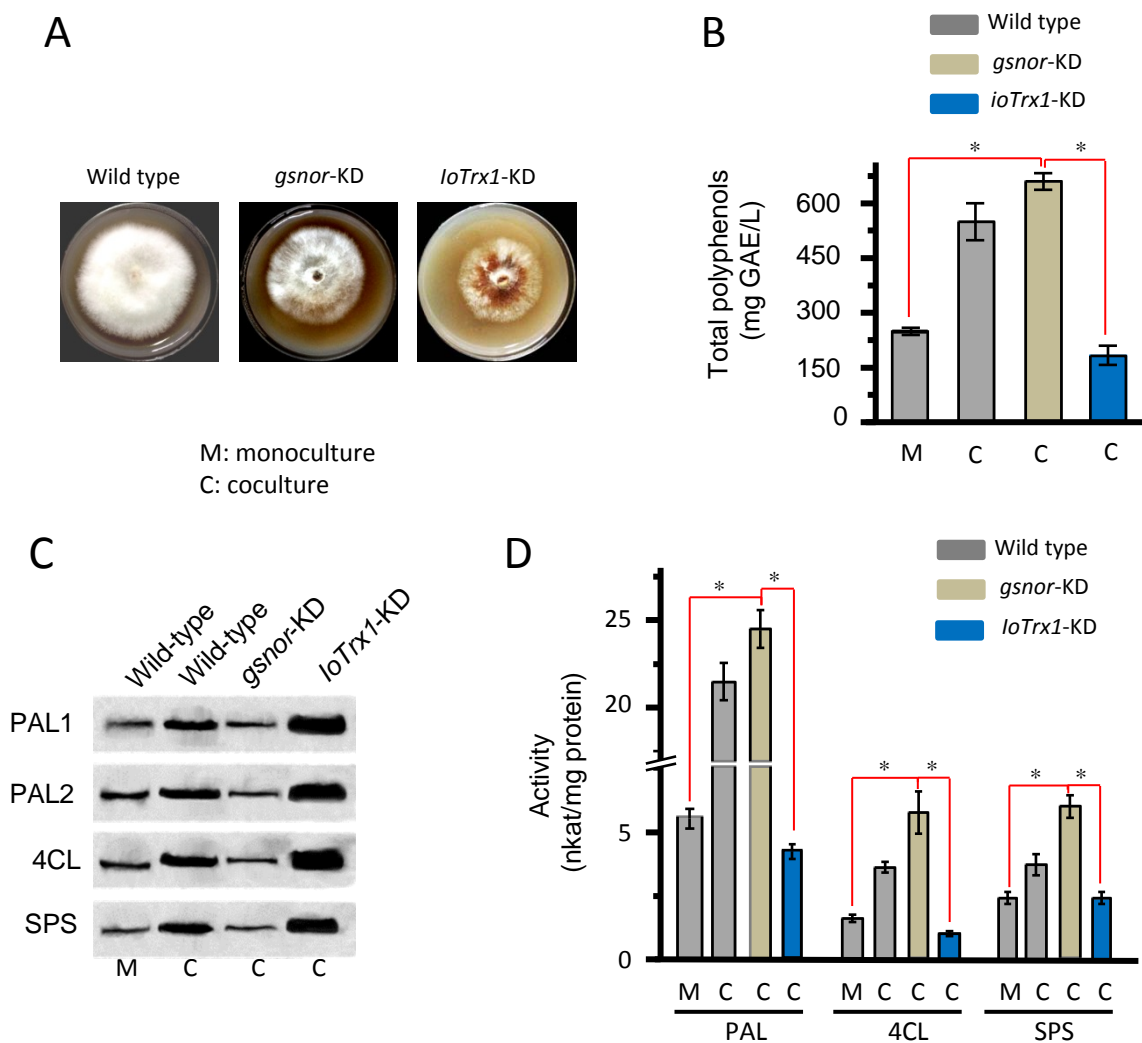 A
Wild type
gsnor-KD
IoTrx1-KD
M: monoculture
C: coculture
B
Wild type
gsnor-KD
ioTrx1-KD
Total polyphenols
(mg GAE/L)
600
450
300
150
0
* *
M C C C
C
Wild-type
Wild-type
gsnor-KD
IoTrx1-KD
PAL1
PAL2
4CL
SPS
M C C C
D
Wild type
gsnor-KD
IoTrx1-KD
Activity
(nkat/mg protein)
25
20
5
0
* *
* *
* *
M C C C M C C C M C C C
PAL 4CL SPS